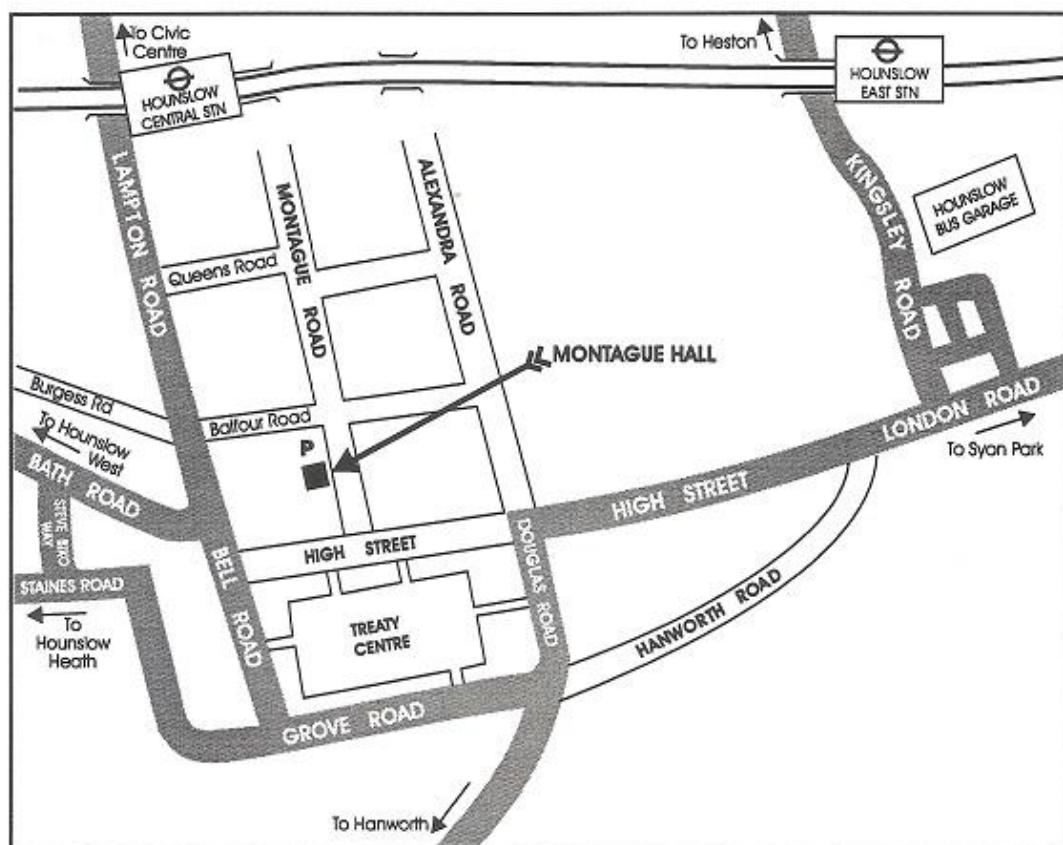 To Civic
Centre
To Heston
HOUNSLOW
CENTRAL STN
HOUNSLOW
EAST STN
LAMPTON ROAD
MONTAGUE ROAD
ALEXANDRA ROAD
KINGSLEY ROAD
HOUNSLOW
BUS GARAGE
Queens Road
MONTAGUE HALL
Burgess Rd
Balfour Road
To Hounslow
West
P
LONDON ROAD
To Syon Park
BATH ROAD
HIGH STREET
STEVE BIKO
WAY
BELL ROAD
HIGH STREET
DOUGLAS ROAD
STAINES ROAD
To
Hounslow
Heath
TREATY
CENTRE
HANWORTH ROAD
GROVE ROAD
To Hanworth